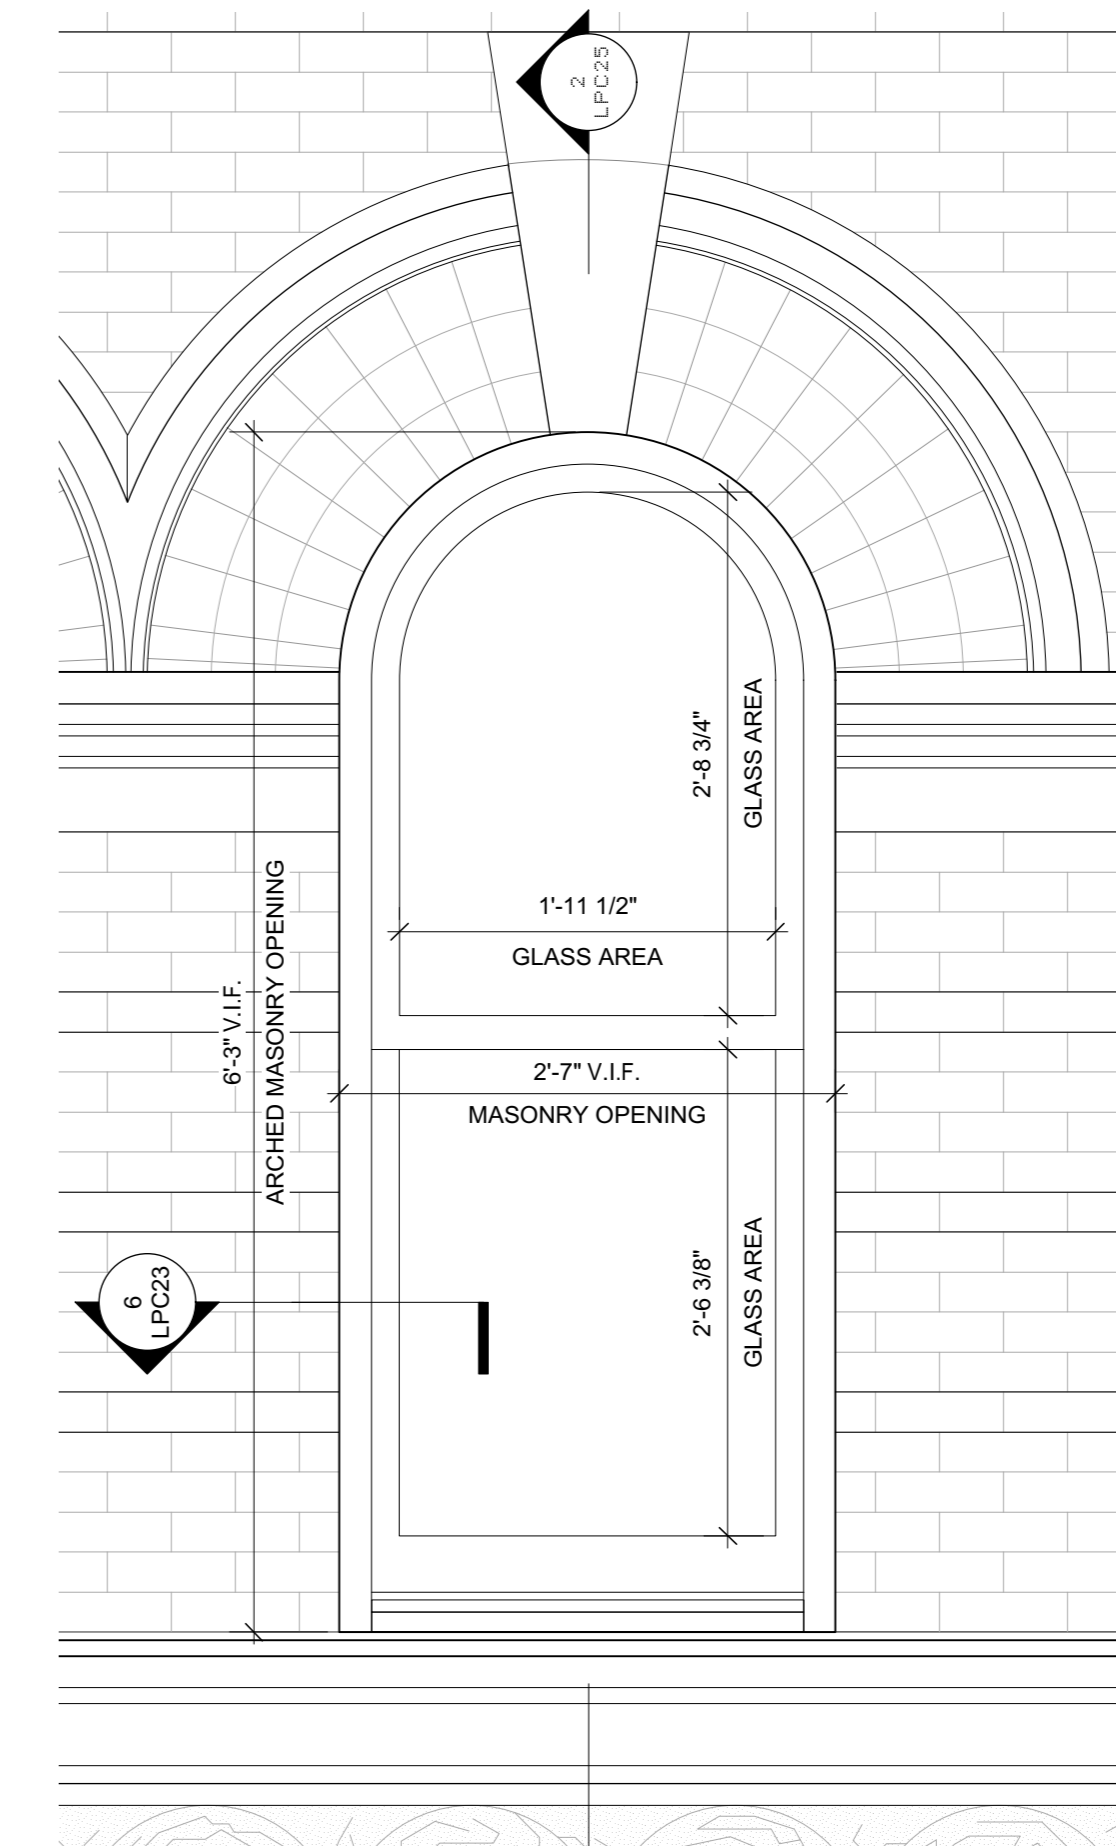 2
LPC25
2'-8 3/4"
GLASS AREA
1'-11 1/2"
GLASS AREA
6'-3" V.I.F.
ARCHED MASONRY OPENING
2'-7" V.I.F.
MASONRY OPENING
2'-6 3/8"
GLASS AREA
6
LPC23